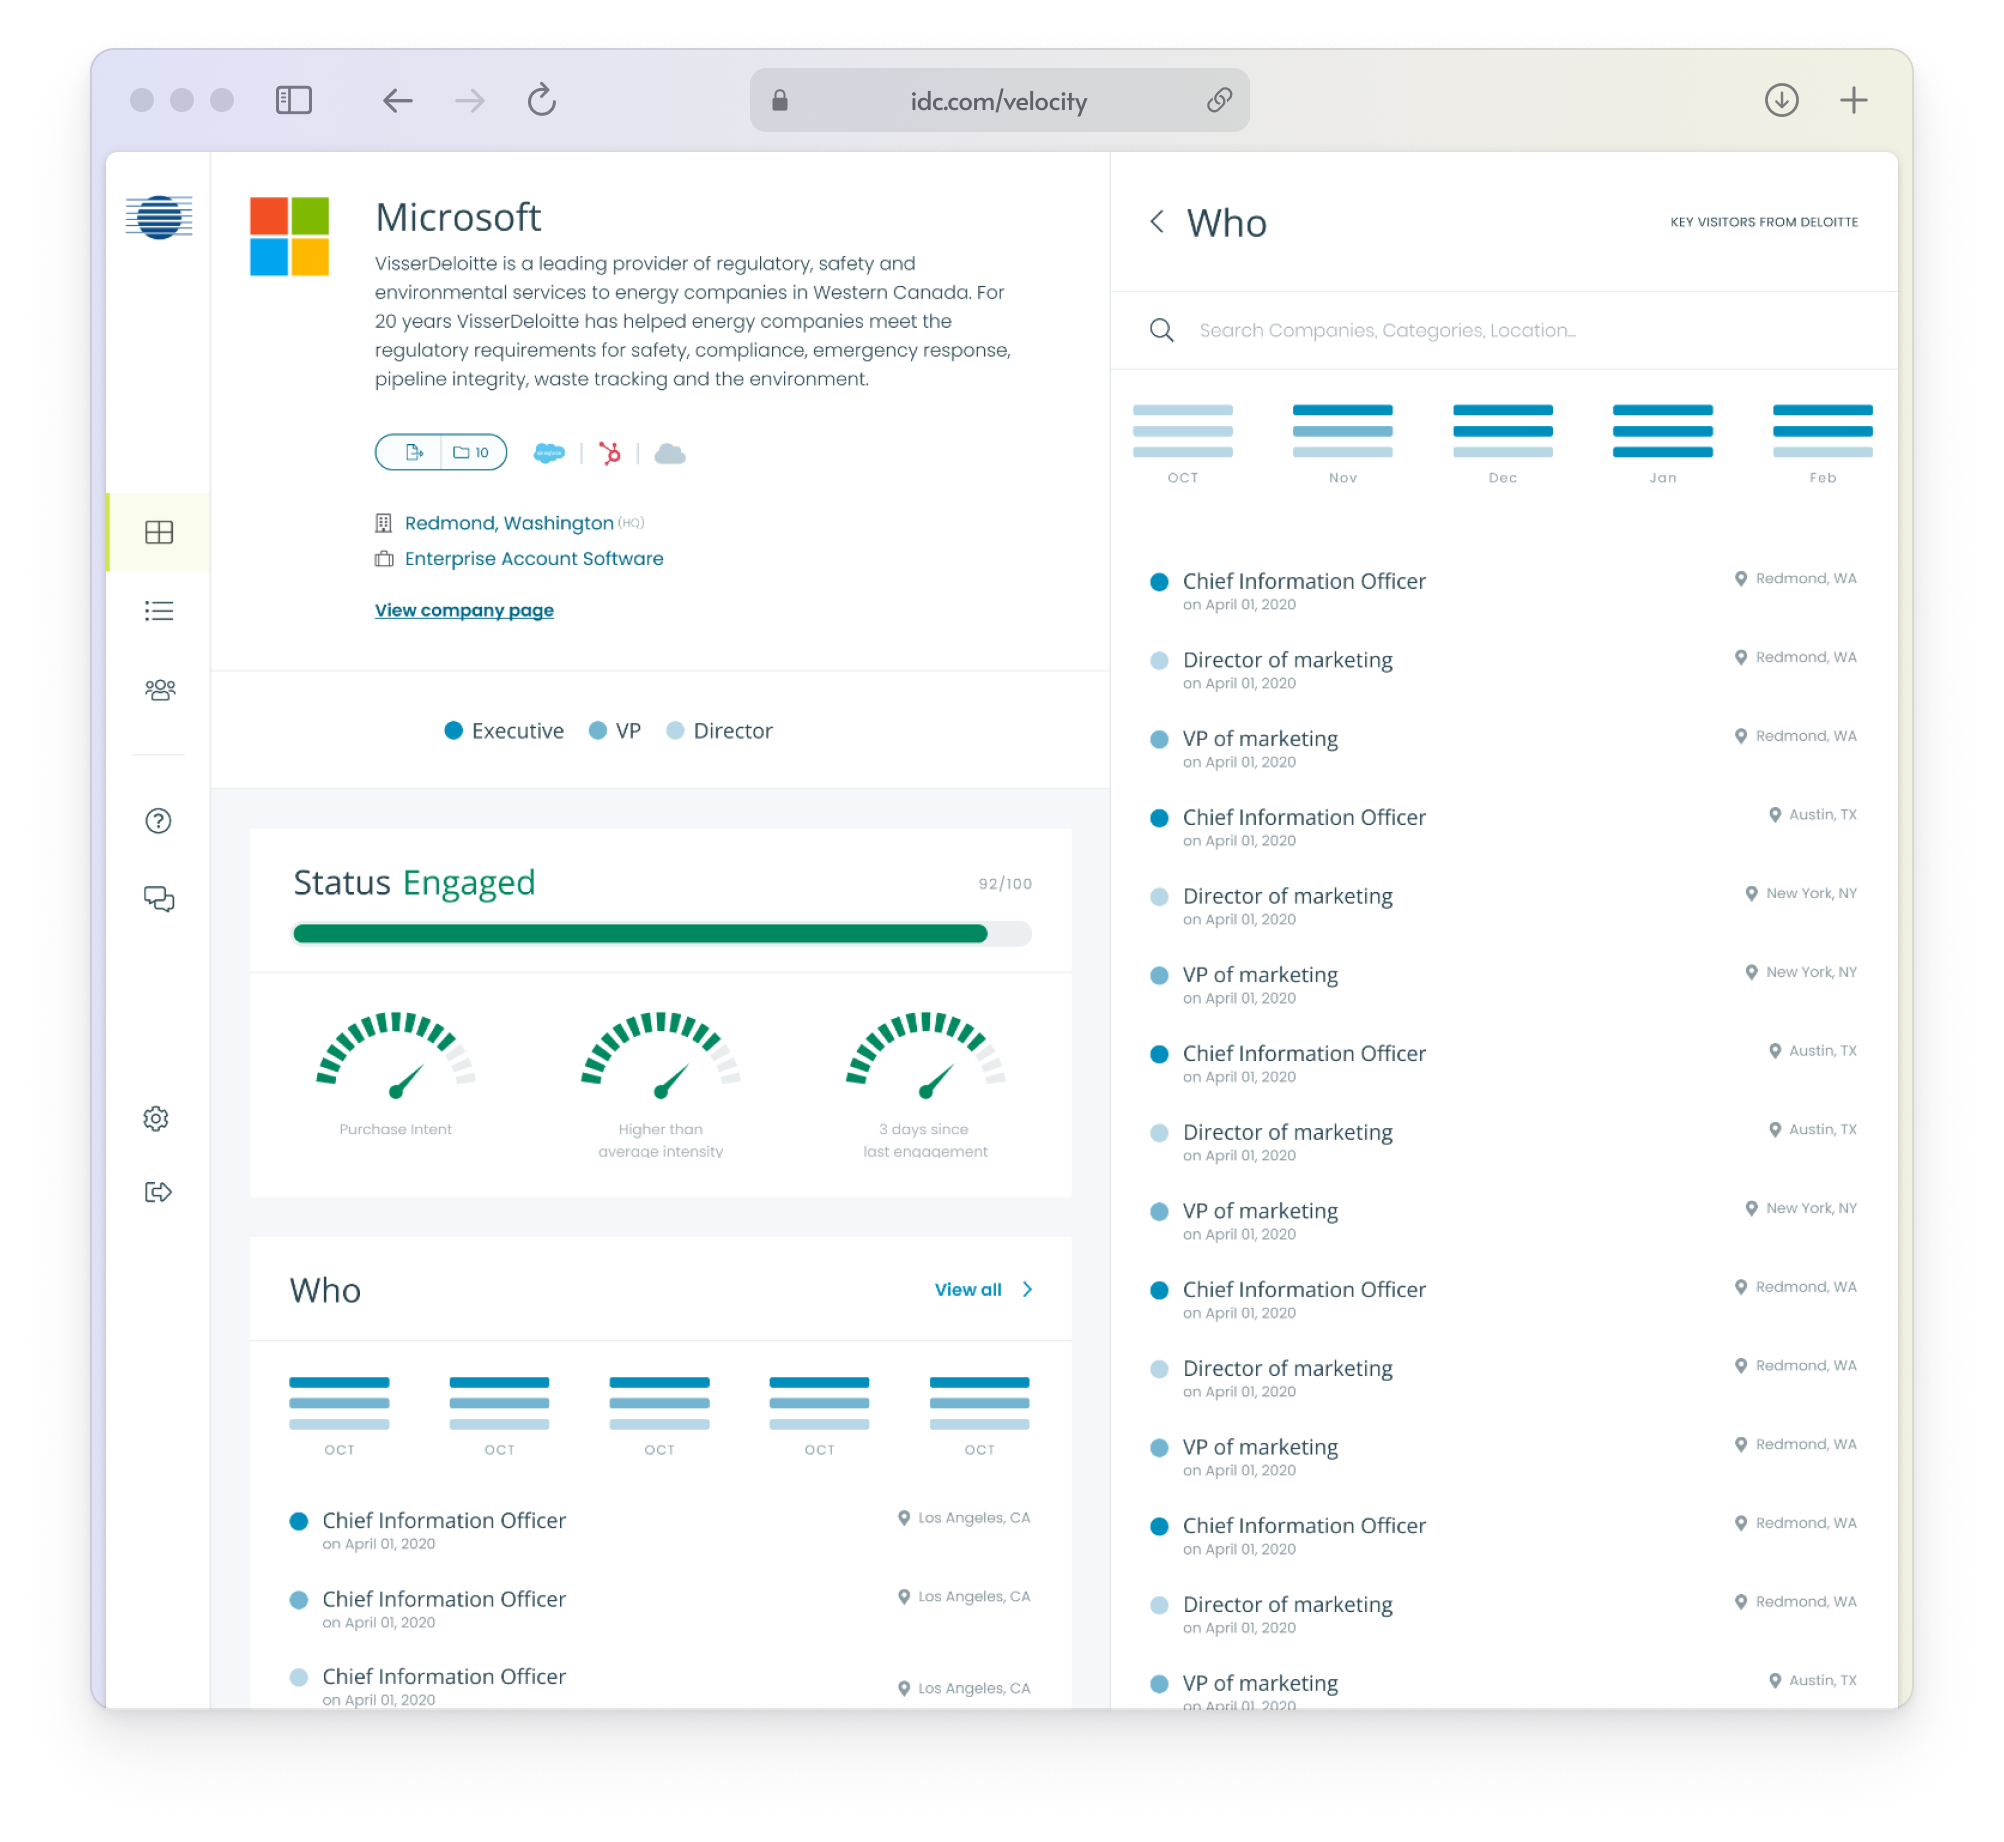 idc.com/velocity
Microsoft
VisserDeloitte is a leading provider of regulatory, safety and
environmental services to energy companies in Western Canada. For
20 years VisserDeloitte has helped energy companies meet the
regulatory requirements for safety, compliance, emergency response,
pipeline integrity, waste tracking and the environment.
10
Redmond, Washington (HQ)
Enterprise Account Software
View company page
Executive
VP
Director
Status Engaged
92/100
Purchase Intent
Higher than
average intensity
3 days since
last engagement
Who
View all
OCT
OCT
OCT
OCT
OCT
Chief Information Officer
Los Angeles, CA
on April 01, 2020
Chief Information Officer
Los Angeles, CA
on April 01, 2020
Chief Information Officer
Los Angeles, CA
on April 01, 2020
Who
KEY VISITORS FROM DELOITTE
Search Companies, Categories, Location...
OCT
Nov
Dec
Jan
Feb
Chief Information Officer
Redmond, WA
on April 01, 2020
Director of marketing
Redmond, WA
on April 01, 2020
VP of marketing
Redmond, WA
on April 01, 2020
Chief Information Officer
Austin, TX
on April 01, 2020
Director of marketing
New York, NY
on April 01, 2020
VP of marketing
New York, NY
on April 01, 2020
Chief Information Officer
Austin, TX
on April 01, 2020
Director of marketing
Austin, TX
on April 01, 2020
VP of marketing
New York, NY
on April 01, 2020
Chief Information Officer
Redmond, WA
on April 01, 2020
Director of marketing
Redmond, WA
on April 01, 2020
VP of marketing
Redmond, WA
on April 01, 2020
Chief Information Officer
Redmond, WA
on April 01, 2020
Director of marketing
Redmond, WA
on April 01, 2020
VP of marketing
Austin, TX
on April 01, 2020